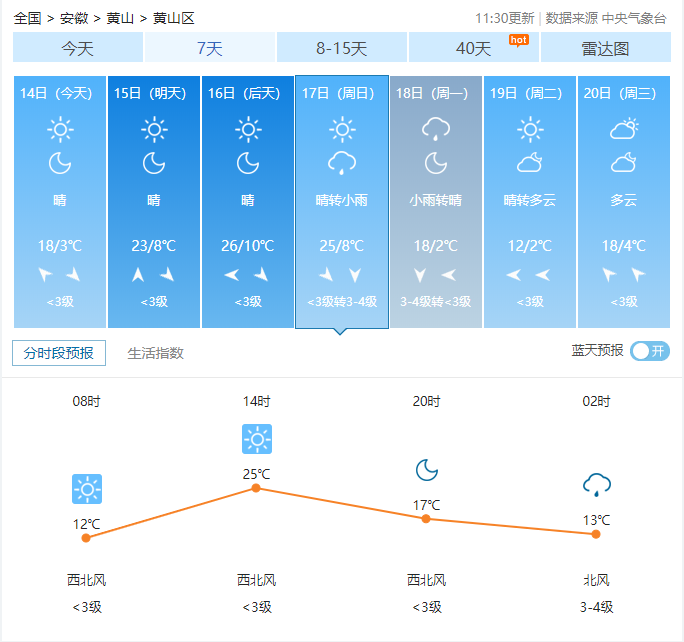 全国 > 安徽 > 黄山 > 黄山区
11:30更新 | 数据来源 中央气象台
今天 7天 8-15天 40天 hot 雷达图
14日（今天） 15日（明天） 16日（后天） 17日（周日） 18日（周一） 19日（周二） 20日（周三）
晴 晴 晴 晴转小雨 小雨转晴 晴转多云 多云
18/3℃ 23/8℃ 26/10℃ 25/8℃ 18/2℃ 12/2℃ 18/4℃
<3级 <3级 <3级 <3级转3-4级 3-4级转<3级 <3级 <3级
分时段预报 生活指数 蓝天预报 开
08时 14时 20时 02时
12℃ 25℃ 17℃ 13℃
西北风 西北风 西北风 北风
<3级 <3级 <3级 3-4级